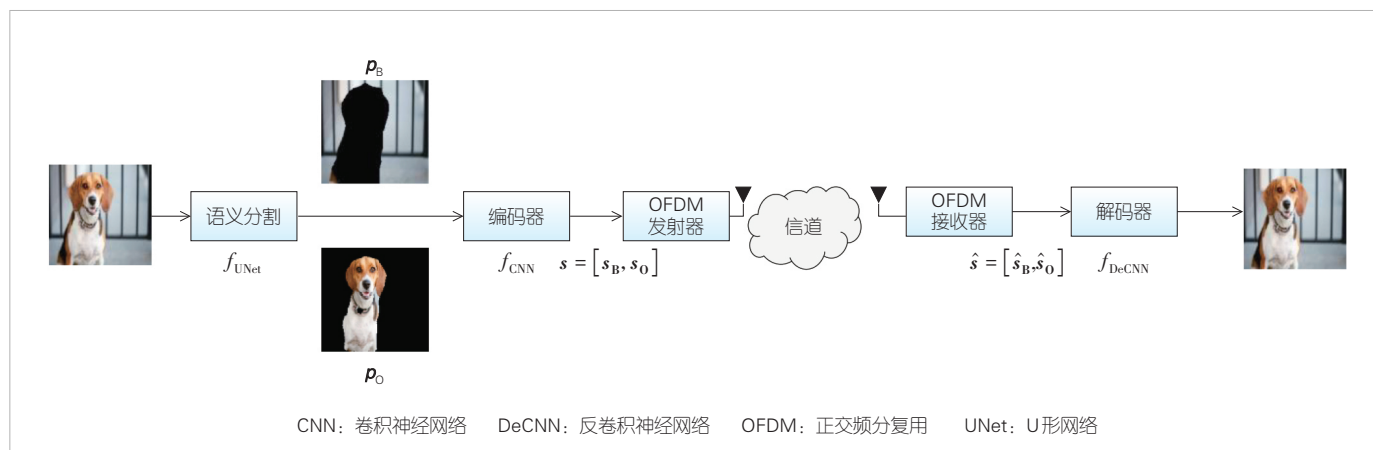 p_B
语义分割
f_UNet
p_O
编码器
f_CNN
s = [s_B, s_O]
OFDM
发射器
信道
OFDM
接收器
ŝ = [ŝ_B,ŝ_O]
解码器
f_DeCNN
CNN：卷积神经网络 DeCNN：反卷积神经网络 OFDM：正交频分复用 UNet：U形网络